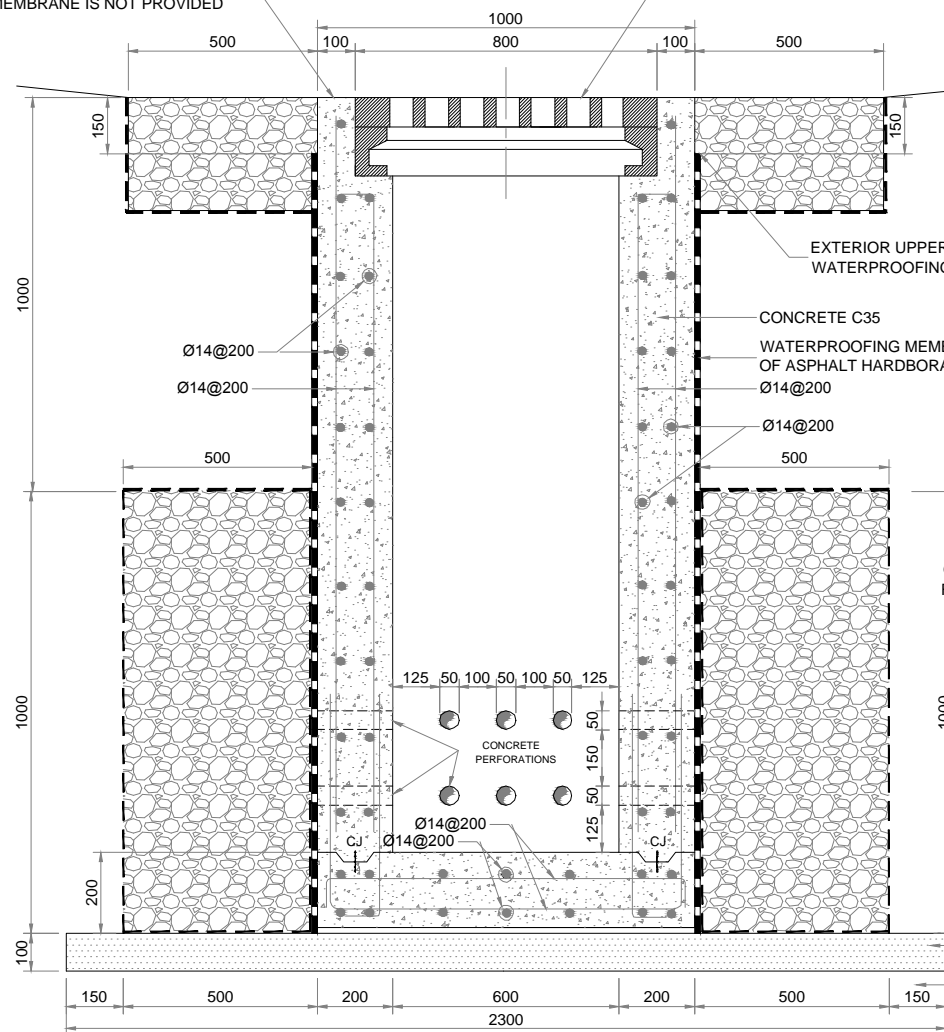 MEMBRANE IS NOT PROVIDED
1000
500 100 800 100 500
150
150
1000
EXTERIOR UPPER
WATERPROOFING
CONCRETE C35
WATERPROOFING MEMB
OF ASPHALT HARDBORA
Ø14@200
Ø14@200
Ø14@200
Ø14@200
500
500
1000
125 50 100 50 100 50 125
50
150
50
125
CONCRETE
PERFORATIONS
Ø14@200
Ø14@200
CJ
CJ
200
100
150 500 200 600 200 500 150
2300